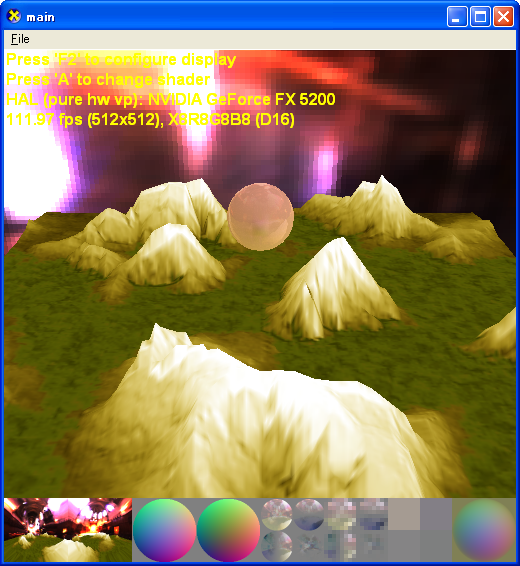 main
File
Press 'F2' to configure display
Press 'A' to change shader
HAL (pure hw vp): NVIDIA GeForce FX 5200
111.97 fps (512x512), X8R8G8B8 (D16)